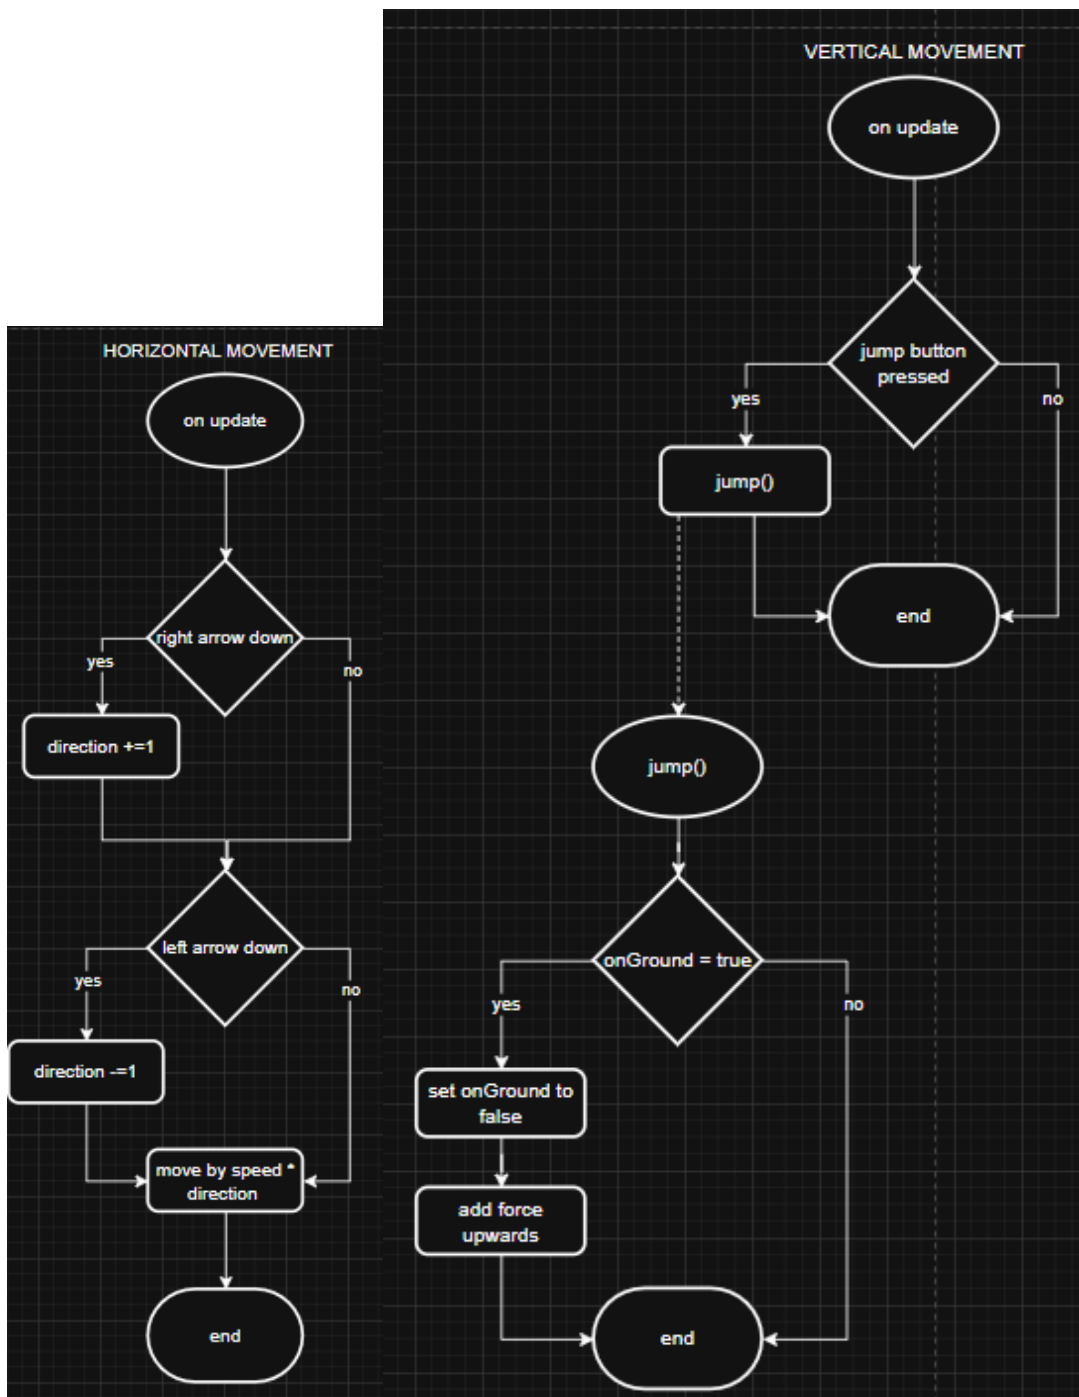 HORIZONTAL MOVEMENT
on update
right arrow down
yes
no
direction +=1
left arrow down
yes
no
direction -=1
move by speed *
direction
end
VERTICAL MOVEMENT
on update
jump button
pressed
yes
no
jump()
end
jump()
onGround = true
yes
no
set onGround to
false
add force
upwards
end